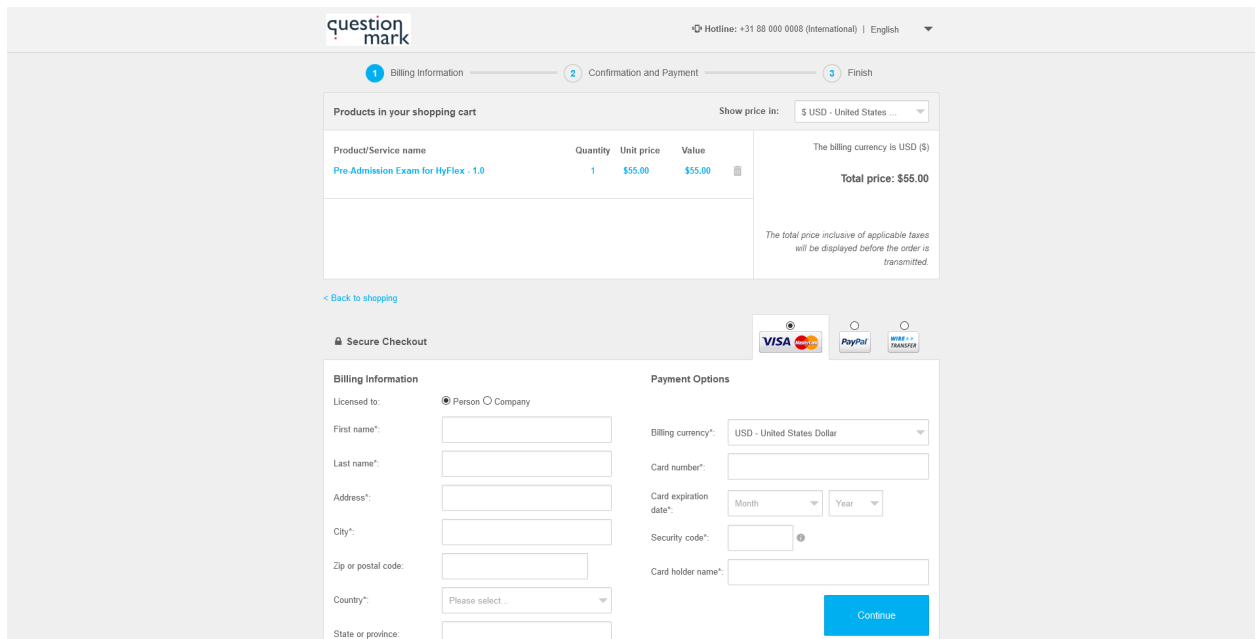 question
mark
Hotline: +31 88 000 0008 (International) | English
1 Billing Information 2 Confirmation and Payment 3 Finish
Products in your shopping cart Show price in: $ USD - United States ...
Product/Service name Quantity Unit price Value
Pre-Admission Exam for HyFlex - 1.0 1 $55.00 $55.00
The billing currency is USD ($)
Total price: $55.00
The total price inclusive of applicable taxes
will be displayed before the order is
transmitted.
< Back to shopping
Secure Checkout
VISA MasterCard PayPal WIRE>>
TRANSFER
Billing Information
Licensed to: Person Company
First name*:
Last name*:
Address*:
City*:
Zip or postal code:
Country*: Please select...
State or province:
Payment Options
Billing currency*: USD - United States Dollar
Card number*:
Card expiration
date*: Month Year
Security code*:
Card holder name*:
Continue